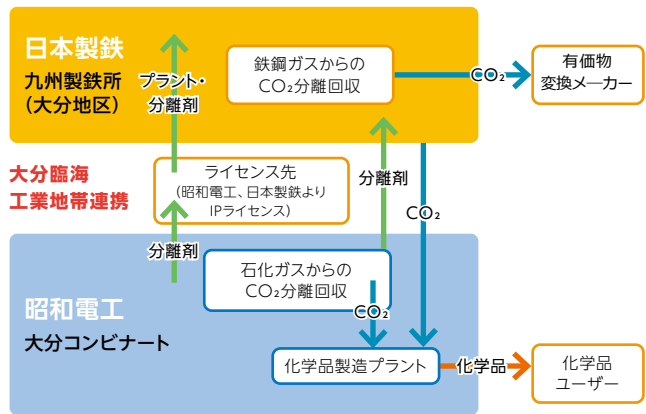 日本製鉄
九州製鉄所
(大分地区)
プラント・
分離剤
鉄鋼ガスからの
CO₂分離回収
CO₂
有価物
変換メーカー
大分臨海
工業地帯連携
ライセンス先
(昭和電工、日本製鉄より
IPライセンス)
分離剤
CO₂
分離剤
石化ガスからの
CO₂分離回収
昭和電工
大分コンビナート
CO₂
化学品製造プラント
化学品
化学品
ユーザー